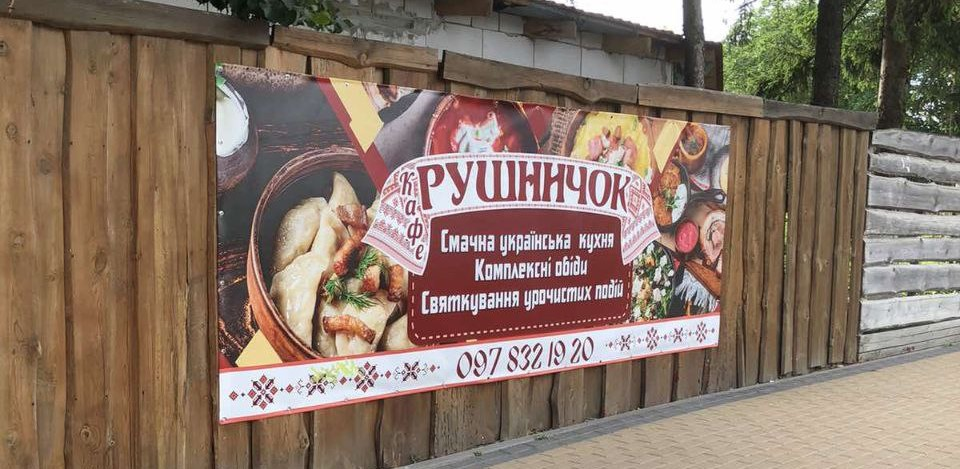 Кафе
РУШНИЧОК
Смачна українська кухня
Комплексні обіди
Святкування урочистих подій
097 832 19 20